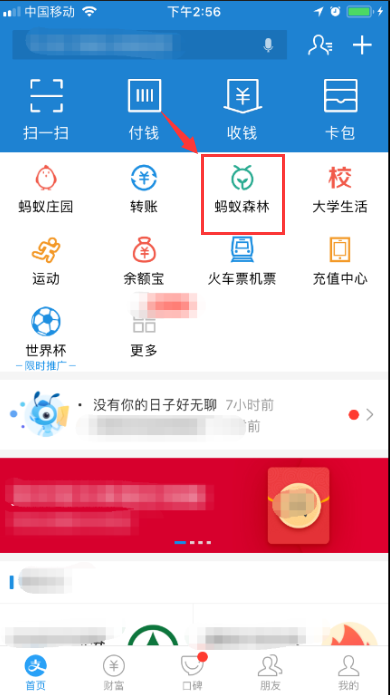 中国移动 下午2:56
扫一扫 付钱 收钱 卡包
蚂蚁庄园 转账 蚂蚁森林 大学生活
校
运动 余额宝 火车票机票 充值中心
世界杯 更多
限时推广
· 没有你的日子好无聊 7小时前
前
首页 财富 口碑 朋友 我的